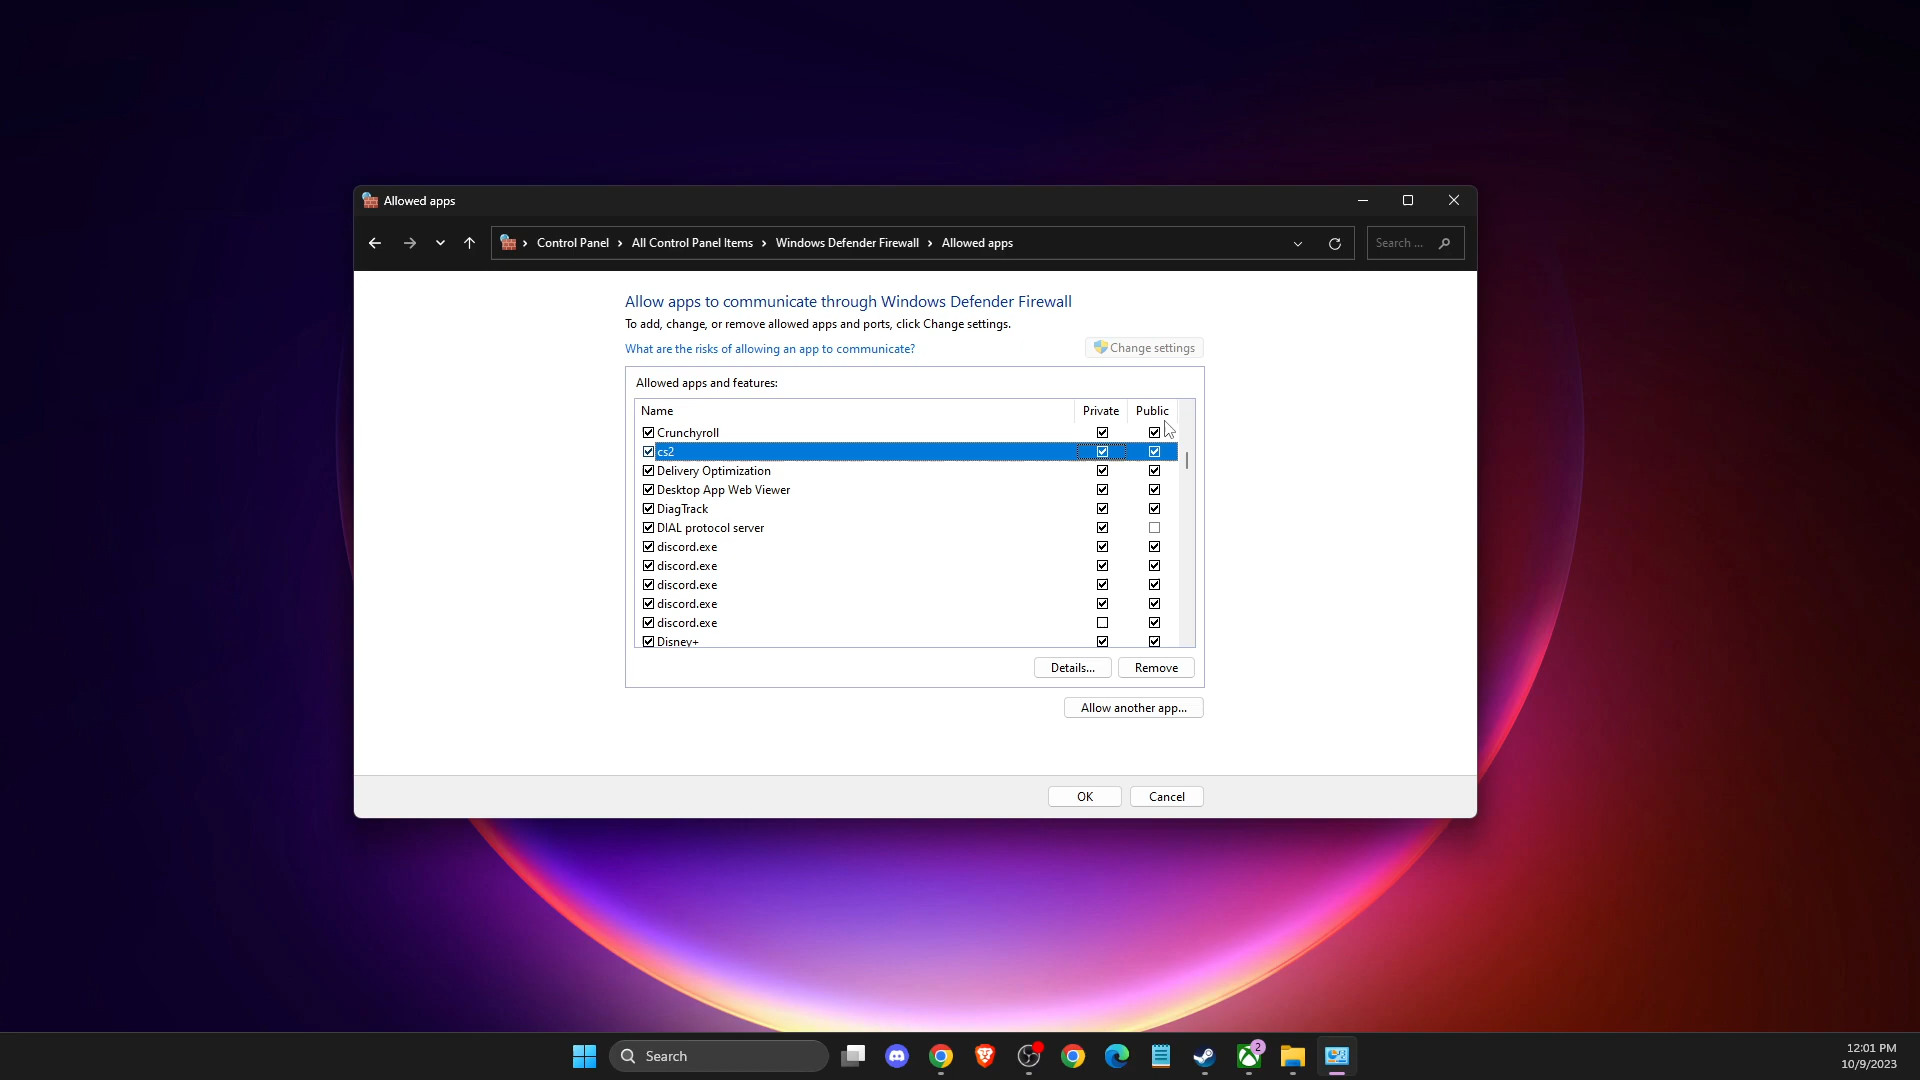 Allowed apps
Control Panel > All Control Panel Items > Windows Defender Firewall > Allowed apps
Search ...
Allow apps to communicate through Windows Defender Firewall
To add, change, or remove allowed apps and ports, click Change settings.
What are the risks of allowing an app to communicate?
Change settings
Allowed apps and features:
Name Private Public
Crunchyroll
cs2
Delivery Optimization
Desktop App Web Viewer
DiagTrack
DIAL protocol server
discord.exe
discord.exe
discord.exe
discord.exe
discord.exe
Disney+
Details... Remove
Allow another app...
OK Cancel
Search
2
12:01 PM
10/9/2023